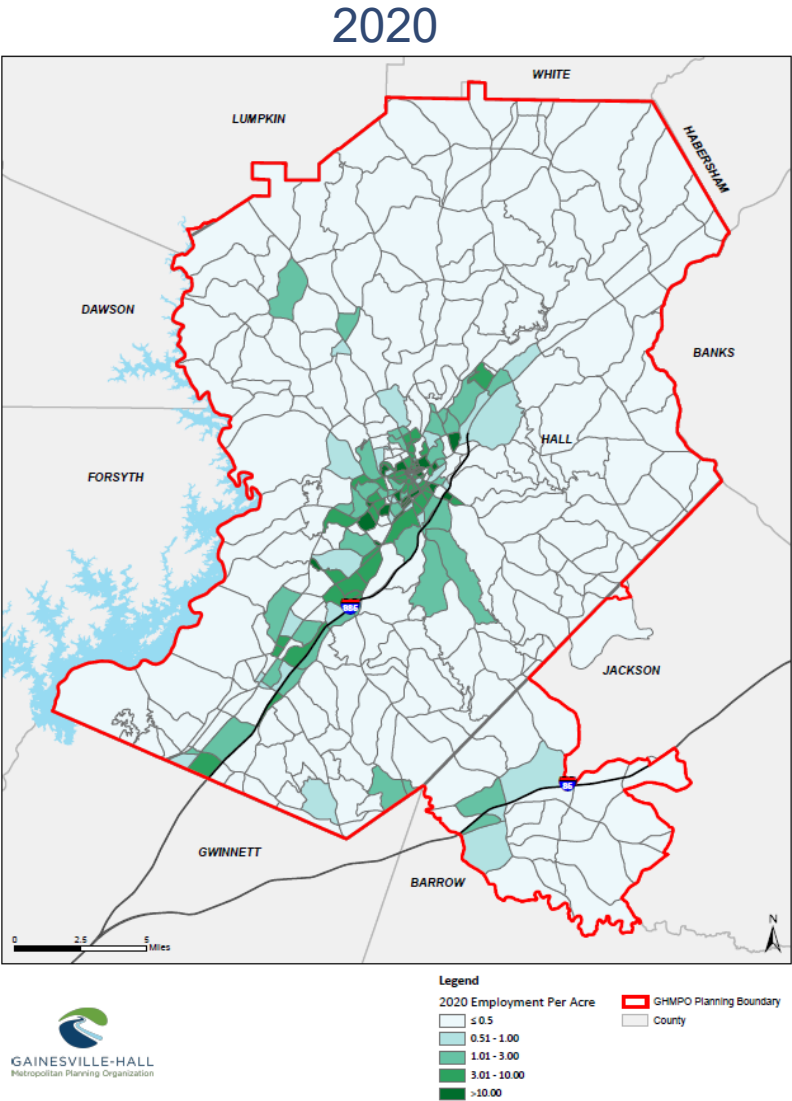 2020
WHITE
LUMPKIN
HABERSHAM
DAWSON
BANKS
HALL
FORSYTH
JACKSON
GWINNETT
BARROW
N
0 2.5 5
Miles
Legend
2020 Employment Per Acre
≤ 0.5
0.51 - 1.00
1.01 - 3.00
3.01 - 10.00
>10.00
GHMPO Planning Boundary
County
GAINESVILLE-HALL
Metropolitan Planning Organization